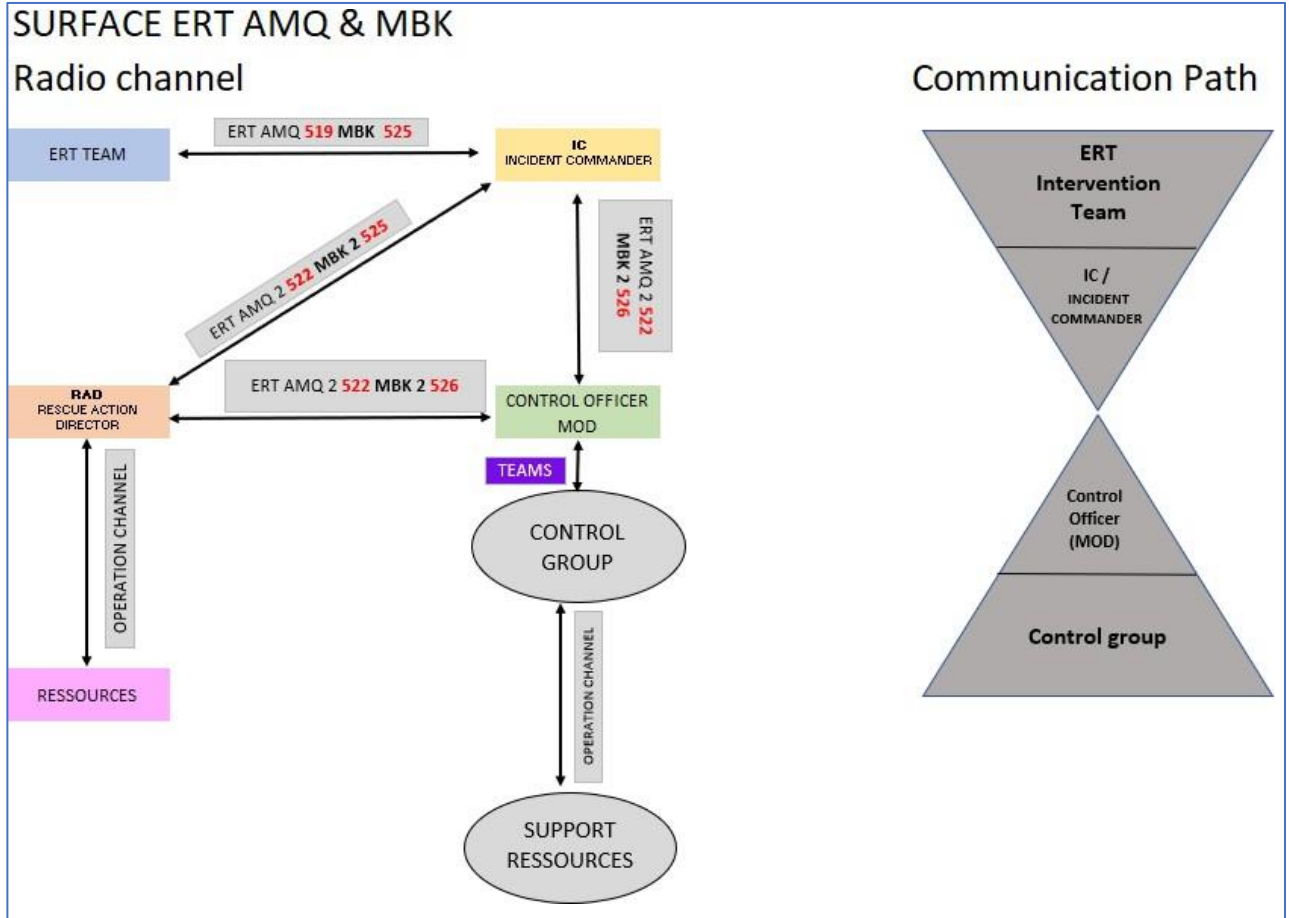 SURFACE ERT AMQ & MBK
Radio channel
Communication Path
ERT AMQ 519 MBK 525
ERT TEAM
IC
INCIDENT COMMANDER
ERT AMQ 2 522 MBK 2 525
ERT AMQ 2 522
MBK 2 526
ERT AMQ 2 522 MBK 2 526
RAD
RESCUE ACTION
DIRECTOR
CONTROL OFFICER
MOD
TEAMS
OPERATION CHANNEL
CONTROL
GROUP
RESSOURCES
OPERATION CHANNEL
SUPPORT
RESSOURCES
ERT
Intervention
Team
IC /
INCIDENT
COMMANDER
Control
Officer
(MOD)
Control group